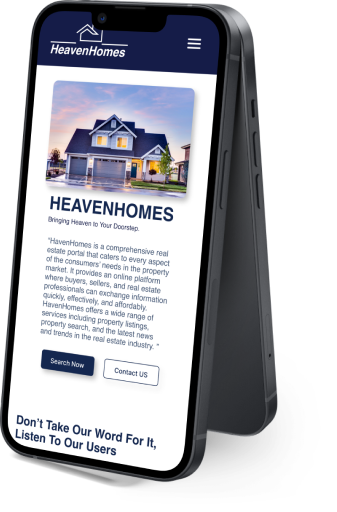 HeavenHomes
HEAVENHOMES
Bringing Heaven to Your Doorstep.
"HavenHomes is a comprehensive real
estate portal that caters to every aspect
of the consumers' needs in the property
market. It provides an online platform
where buyers, sellers, and real estate
professionals can exchange information
quickly, effectively, and affordably.
HavenHomes offers a wide range of
services including property listings,
property search, and the latest news
and trends in the real estate industry. "
Search Now
Contact US
Don't Take Our Word For It,
Listen To Our Users